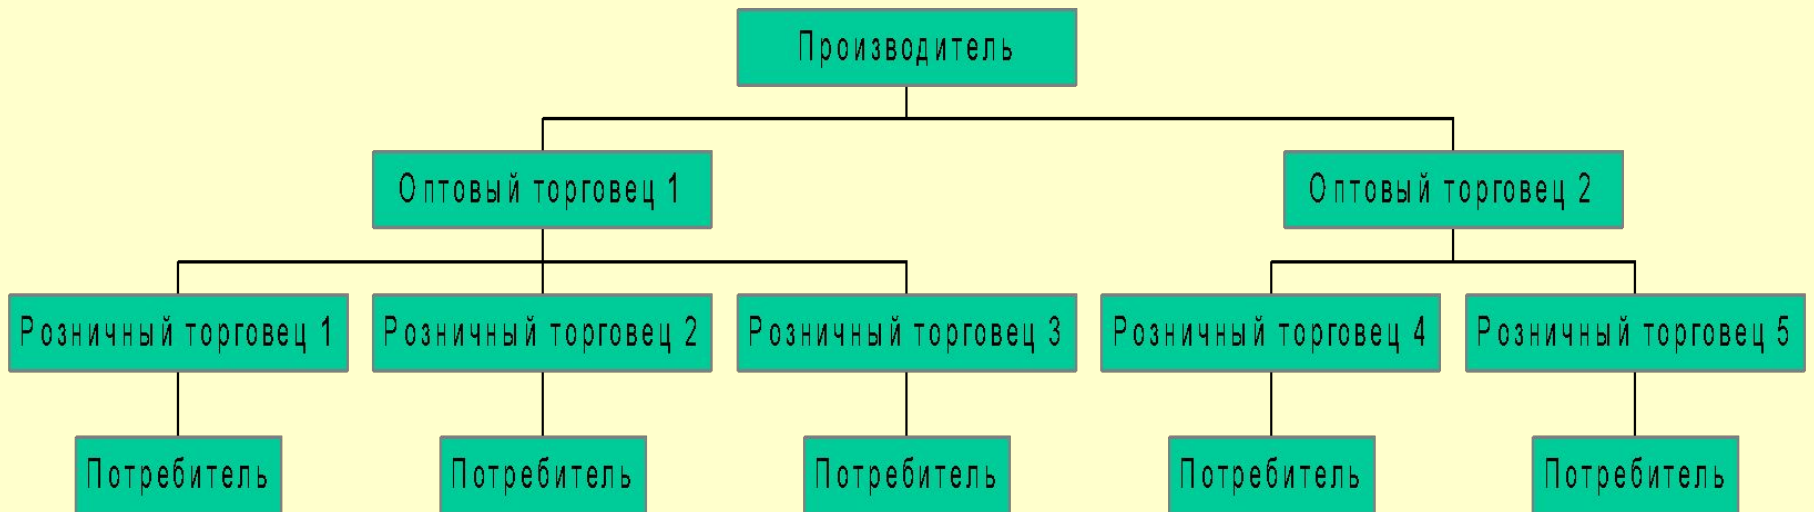 Производитель
Оптовый торговец 1
Оптовый торговец 2
Розничный торговец 1
Розничный торговец 2
Розничный торговец 3
Розничный торговец 4
Розничный торговец 5
Потребитель
Потребитель
Потребитель
Потребитель
Потребитель